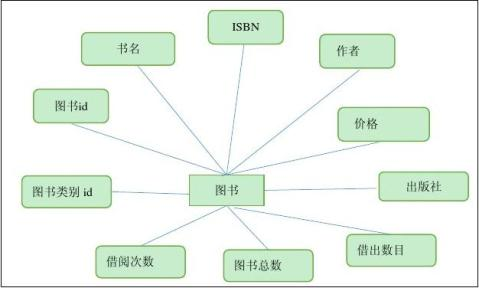 ISBN
书名
作者
图书id
价格
图书类别 id
图书
出版社
借阅次数
图书总数
借出数目